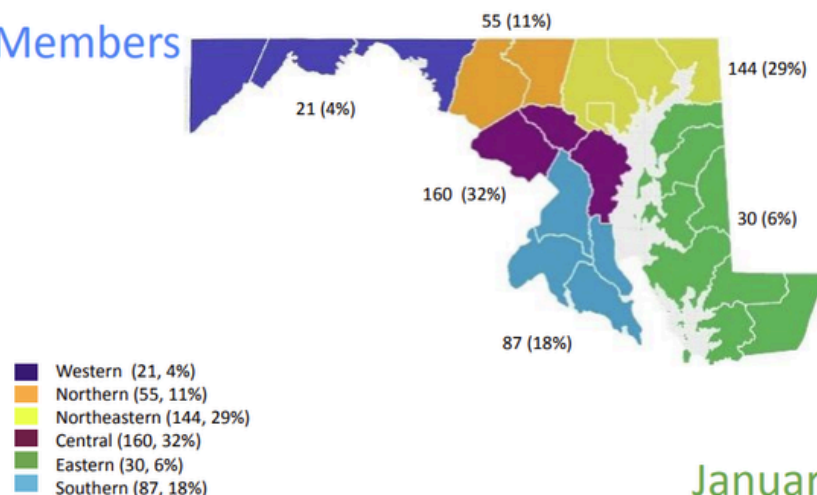 Members
55 (11%)
144 (29%)
21 (4%)
160 (32%)
30 (6%)
87 (18%)
Western (21, 4%)
Northern (55, 11%)
Northeastern (144, 29%)
Central (160, 32%)
Eastern (30, 6%)
Southern (87, 18%)
Januar